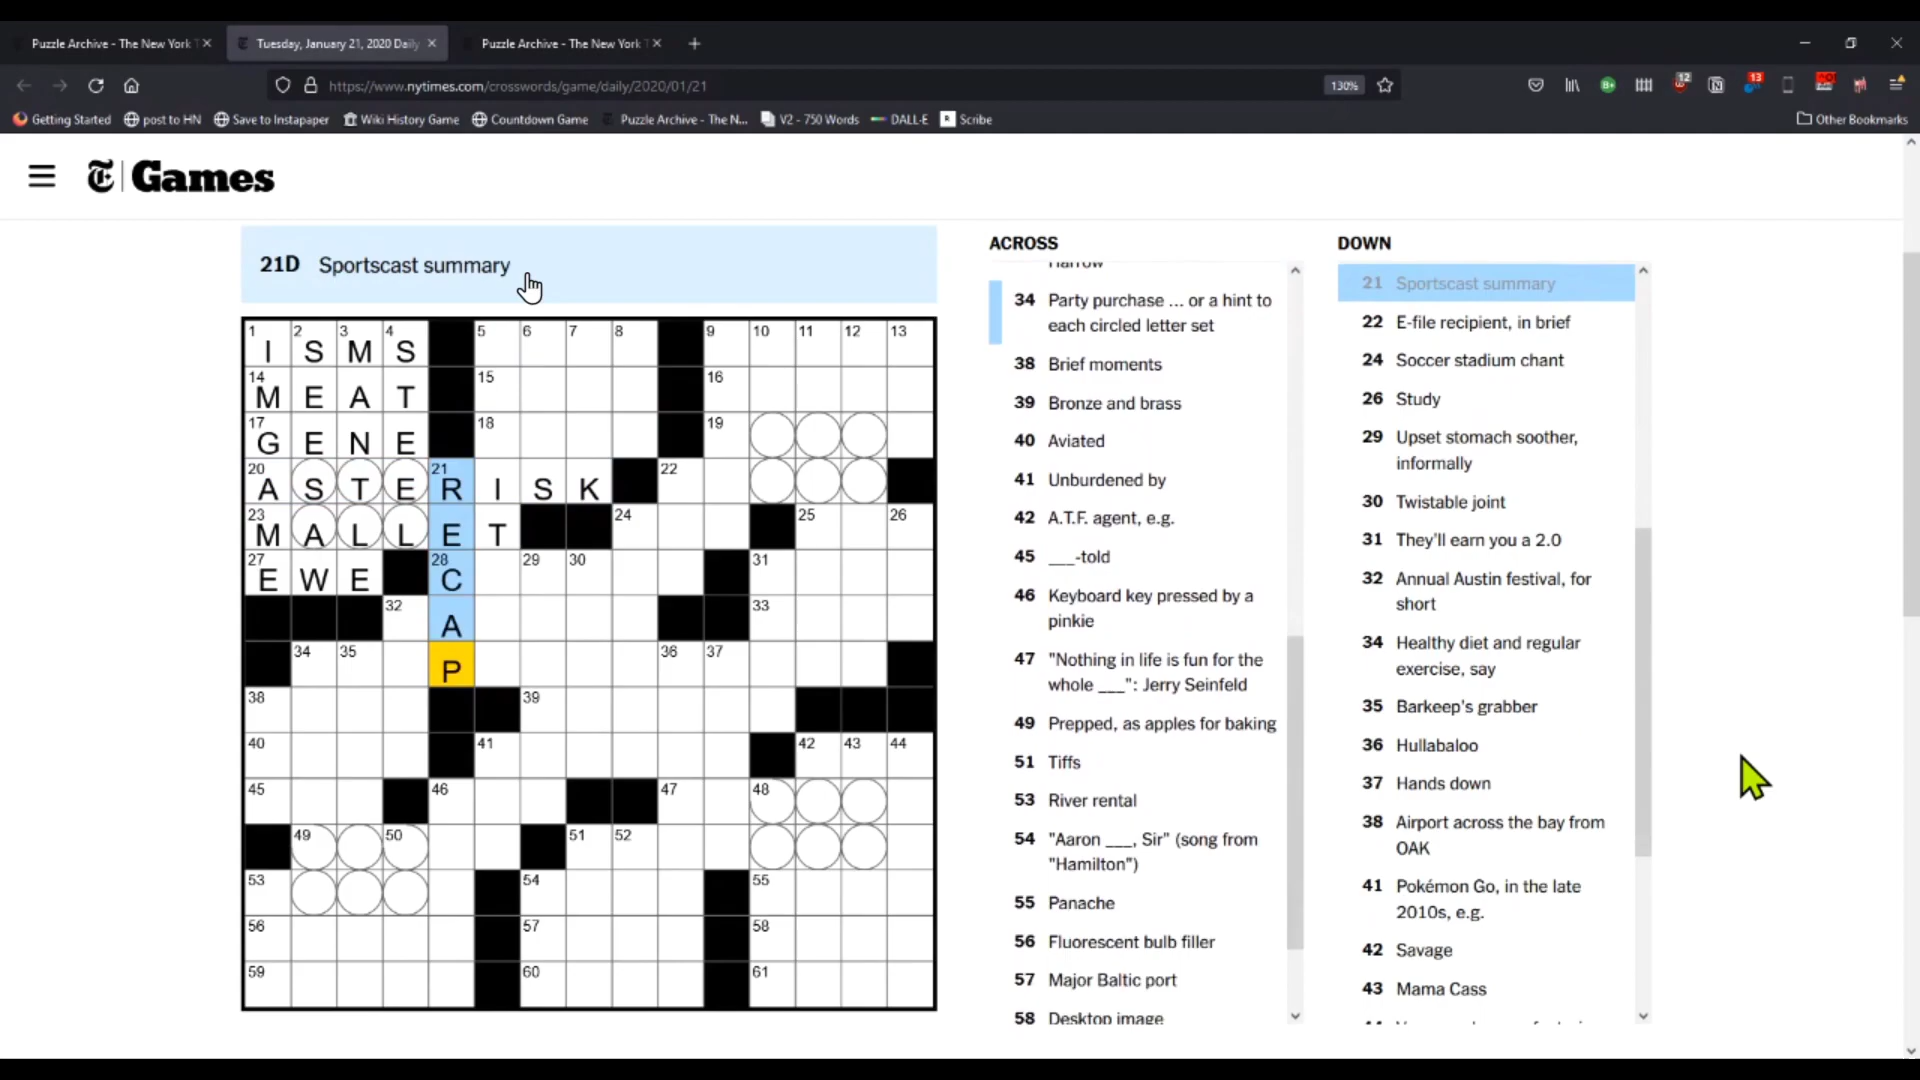 Puzzle Archive - The New York T
Tuesday, January 21, 2020 Daily
Puzzle Archive - The New York T
https://www.nytimes.com/crosswords/game/daily/2020/01/21
130%
12
13
Getting Started
post to HN
Save to Instapaper
Wiki History Game
Countdown Game
Puzzle Archive - The N...
V2 - 750 Words
DALL-E
Scribe
Other Bookmarks
T Games
21D Sportscast summary
1 2 3 4 5 6 7 8 9 10 11 12 13
I S M S
14 15 16
M E A T
17 18 19
G E N E
20 21 22
A S T E R I S K
23 24 25 26
M A L L E T
27 28 29 30 31
E W E C
32 33
A
34 35 36 37
P
38 39
40 41 42 43 44
45 46 47 48
49 50 51 52
53 54 55
56 57 58
59 60 61
ACROSS
Harrow
34 Party purchase ... or a hint to
each circled letter set
38 Brief moments
39 Bronze and brass
40 Aviated
41 Unburdened by
42 A.T.F. agent, e.g.
45 ___-told
46 Keyboard key pressed by a
pinkie
47 "Nothing in life is fun for the
whole ___": Jerry Seinfeld
49 Prepped, as apples for baking
51 Tiffs
53 River rental
54 "Aaron ___, Sir" (song from
"Hamilton")
55 Panache
56 Fluorescent bulb filler
57 Major Baltic port
58 Desktop image
DOWN
21 Sportscast summary
22 E-file recipient, in brief
24 Soccer stadium chant
26 Study
29 Upset stomach soother,
informally
30 Twistable joint
31 They'll earn you a 2.0
32 Annual Austin festival, for
short
34 Healthy diet and regular
exercise, say
35 Barkeep's grabber
36 Hullabaloo
37 Hands down
38 Airport across the bay from
OAK
41 Pokémon Go, in the late
2010s, e.g.
42 Savage
43 Mama Cass